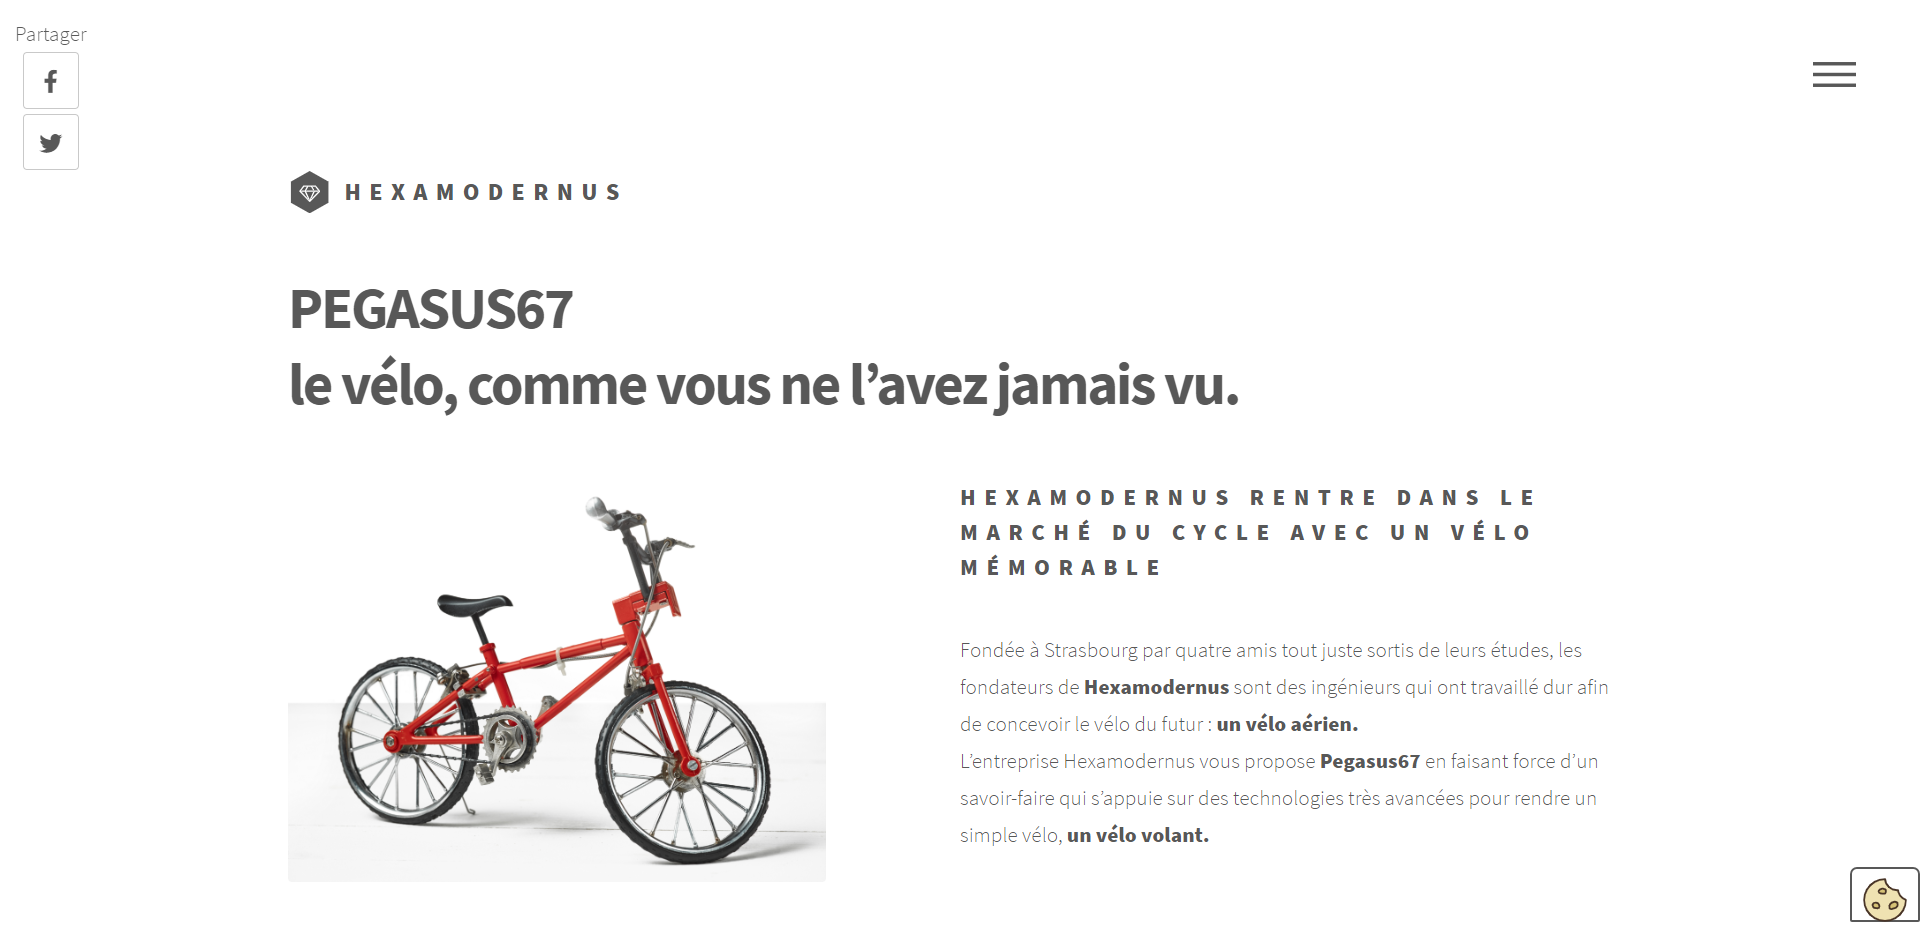 Partager
HEXAMODERNUS
PEGASUS67
le vélo, comme vous ne l’avez jamais vu.
HEXAMODERNUS RENTRE DANS LE
MARCHÉ DU CYCLE AVEC UN VÉLO
MÉMORABLE
Fondée à Strasbourg par quatre amis tout juste sortis de leurs études, les
fondateurs de Hexamodernus sont des ingénieurs qui ont travaillé dur afin
de concevoir le vélo du futur : un vélo aérien.
L’entreprise Hexamodernus vous propose Pegasus67 en faisant force d’un
savoir-faire qui s’appuie sur des technologies très avancées pour rendre un
simple vélo, un vélo volant.